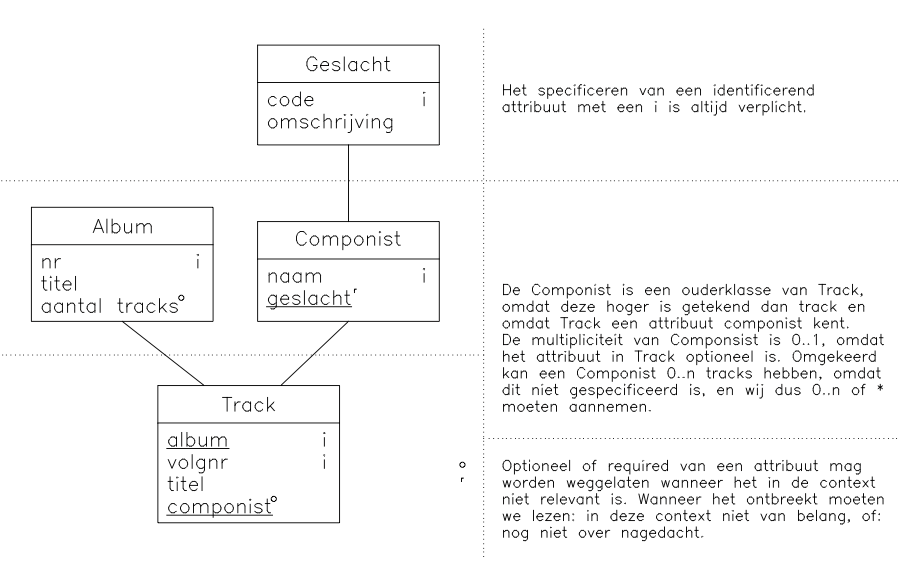 Geslacht
code i
omschrijving
Het specificeren van een identificerend
attribuut met een i is altijd verplicht.
Album
nr i
titel
aantal tracks o
Componist
naam i
geslacht r
De Componist is een ouderklasse van Track,
omdat deze hoger is getekend dan track en
omdat Track een attribuut componist kent.
De multipliciteit van Componsist is 0..1, omdat
het attribuut in Track optioneel is. Omgekeerd
kan een Componist 0..n tracks hebben, omdat
dit niet gespecificeerd is, en wij dus 0..n of *
moeten aannemen.
Track
album i
volgnr i
titel
componist o
o
r
Optioneel of required van een attribuut mag
worden weggelaten wanneer het in de context
niet relevant is. Wanneer het ontbreekt moeten
we lezen: in deze context niet van belang, of:
nog niet over nagedacht.